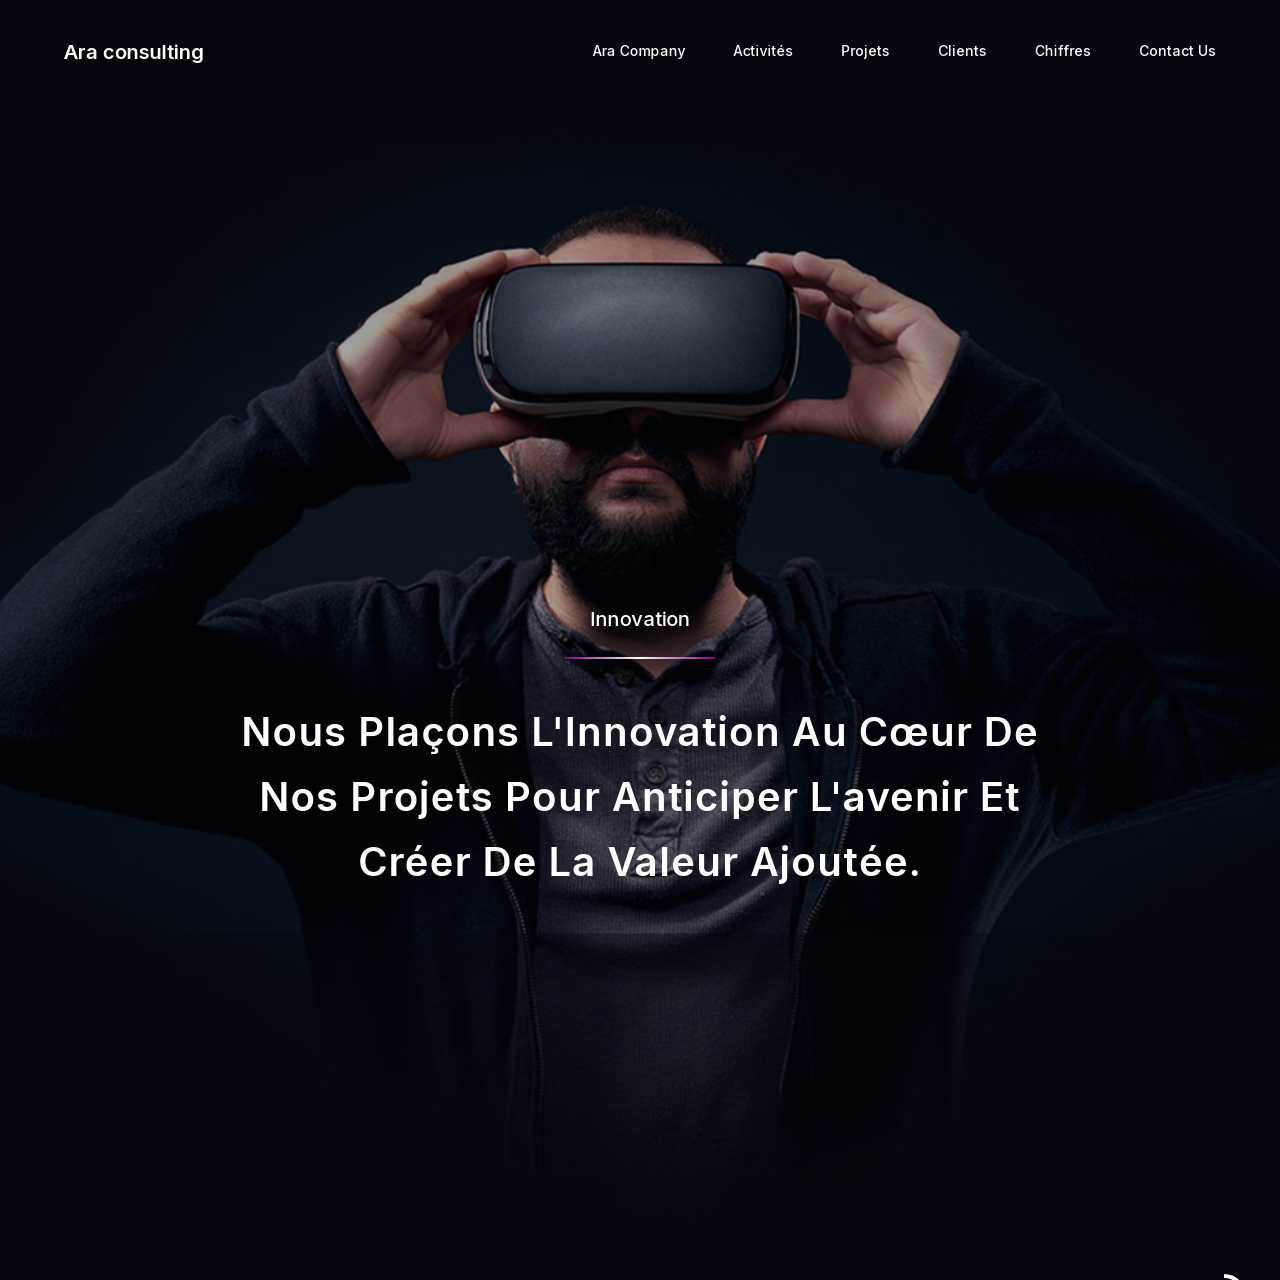 Ara consulting
Ara Company
Activités
Projets
Clients
Chiffres
Contact Us
Innovation
Nous Plaçons L'Innovation Au Cœur De
Nos Projets Pour Anticiper L'avenir Et
Créer De La Valeur Ajoutée.